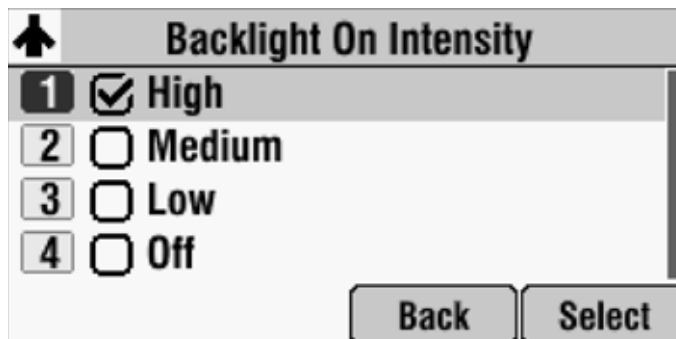 Backlight On Intensity
1 High
2 Medium
3 Low
4 Off
Back Select